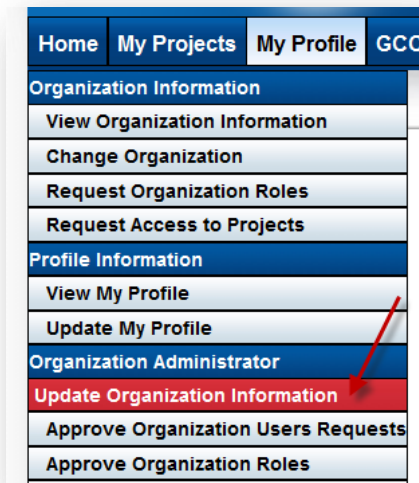 Home My Projects My Profile GCC
Organization Information
View Organization Information
Change Organization
Request Organization Roles
Request Access to Projects
Profile Information
View My Profile
Update My Profile
Organization Administrator
Update Organization Information
Approve Organization Users Requests
Approve Organization Roles